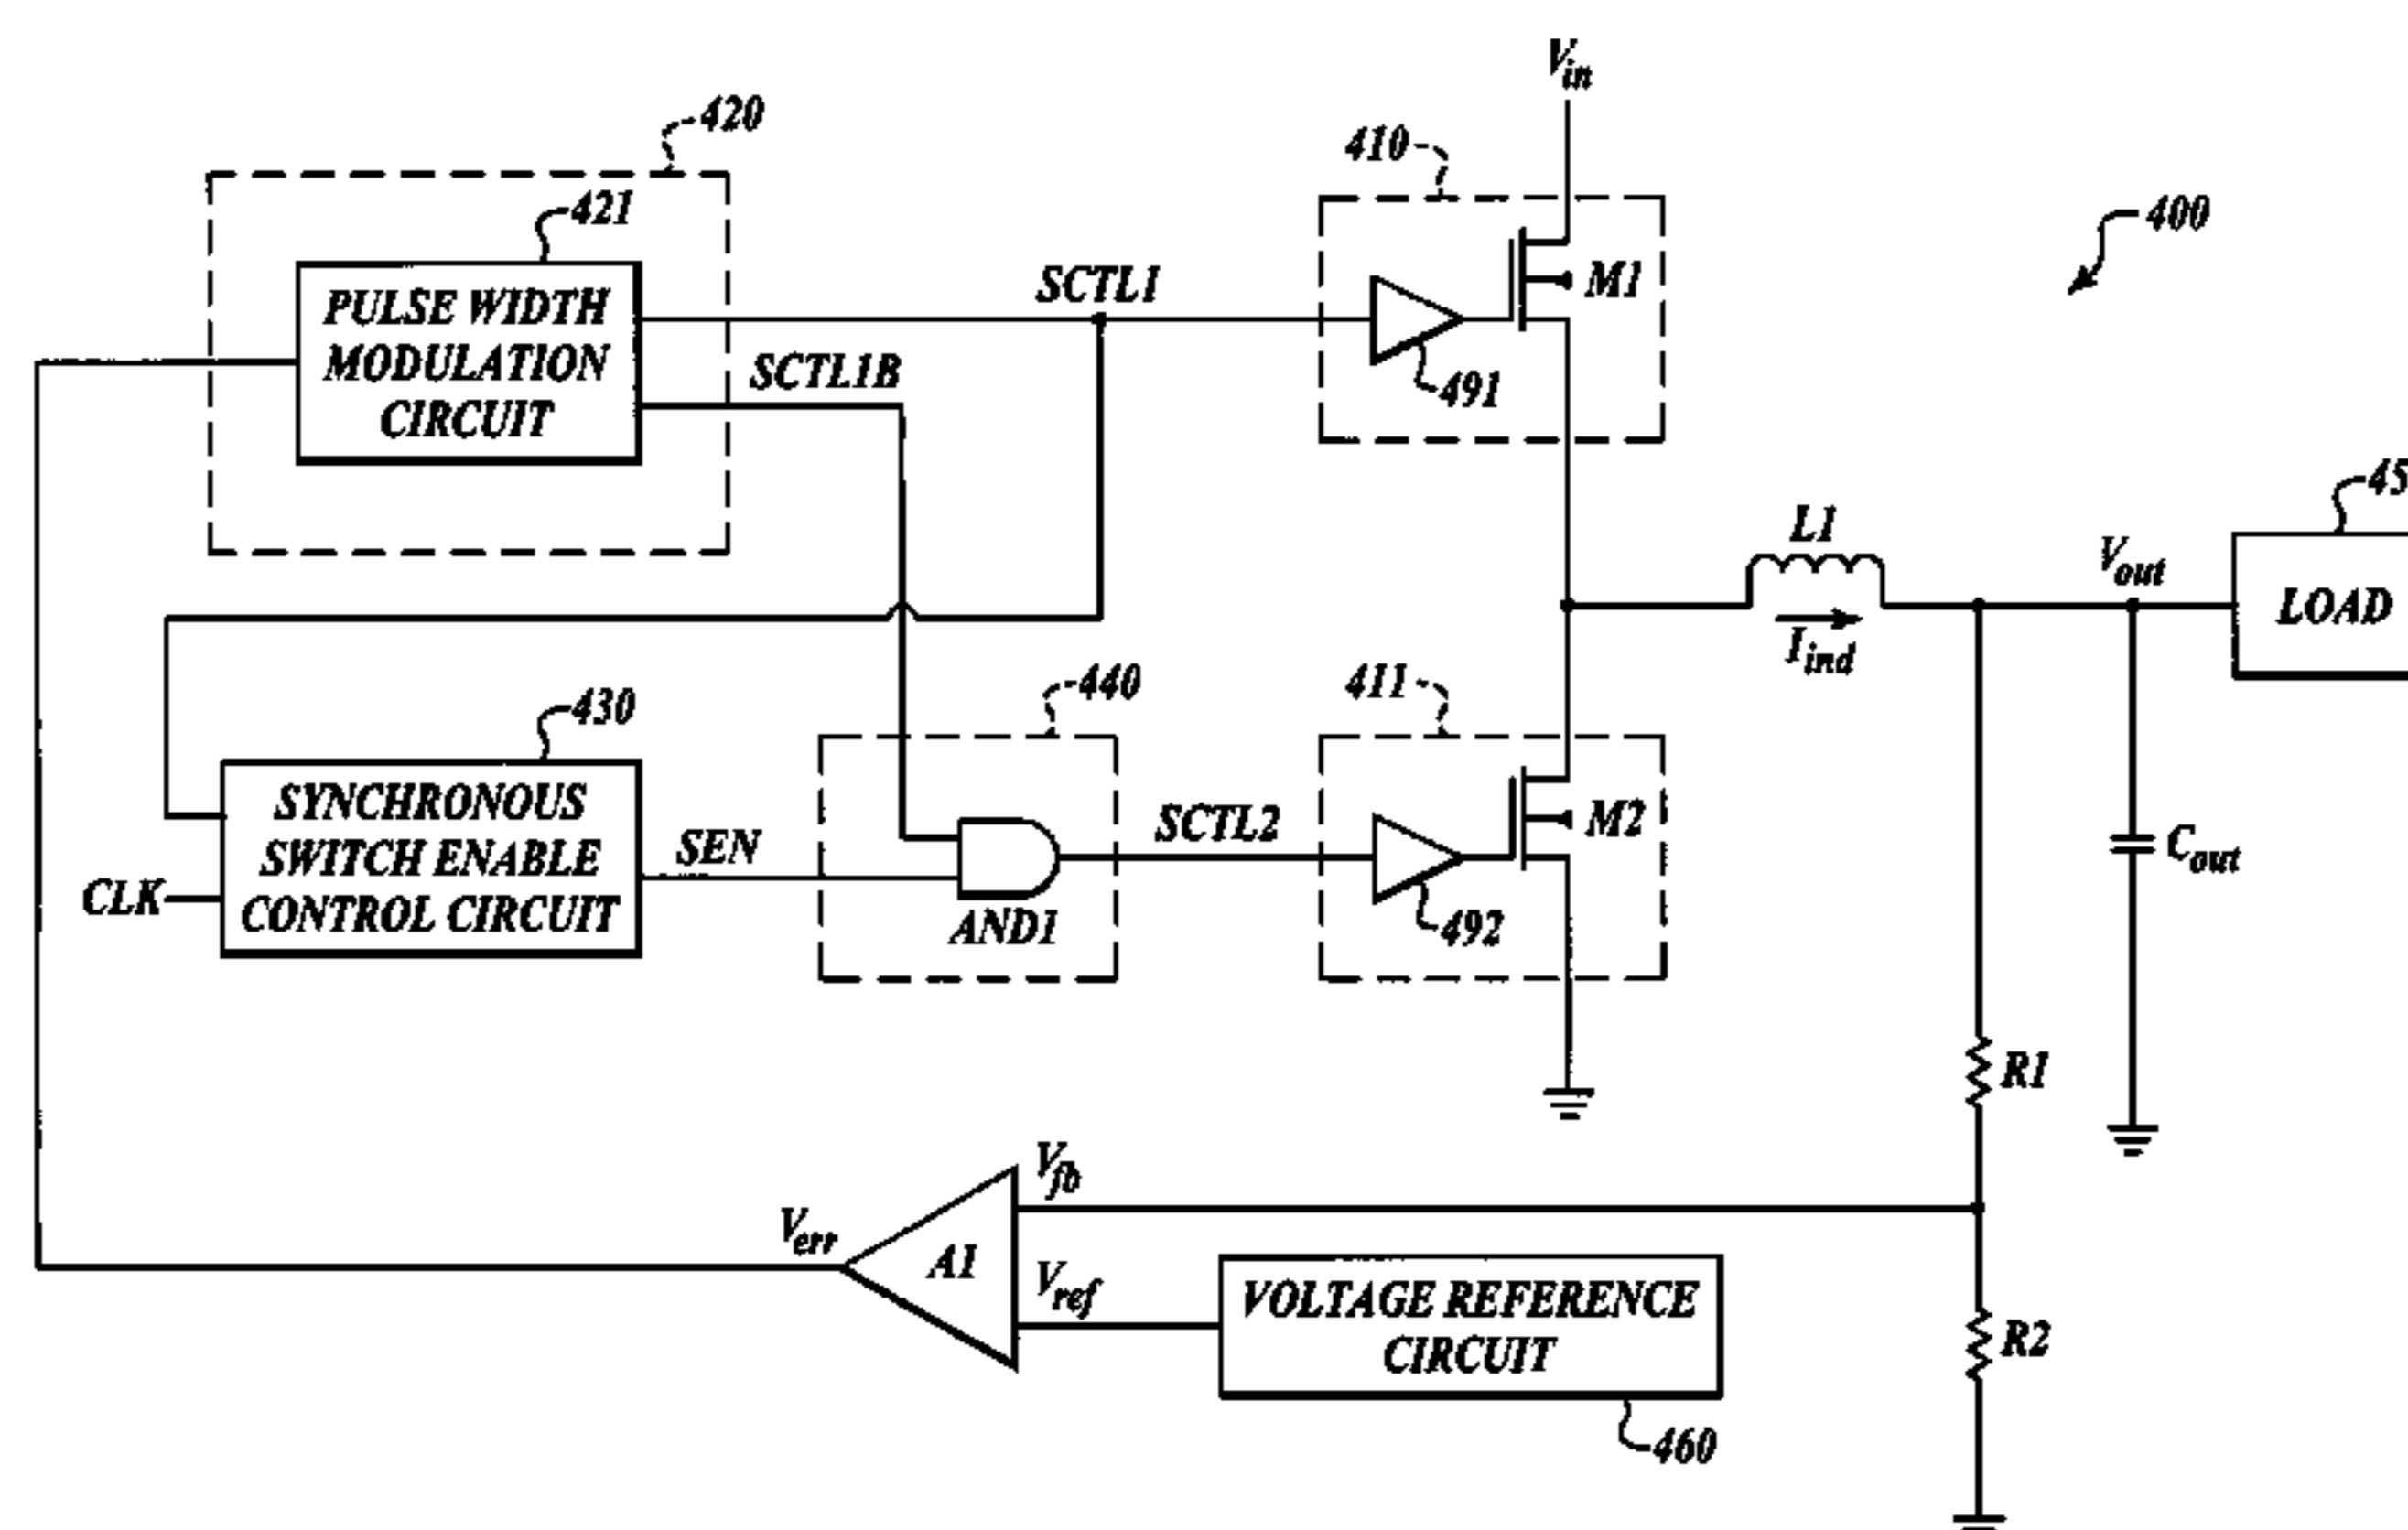 Vin
420
410
421
400
PULSE WIDTH
MODULATION
CIRCUIT
SCTL1
M1
SCTL1B
491
45
L1
Vout
LOAD
Iind
440
411
430
SYNCHRONOUS
SWITCH ENABLE
CONTROL CIRCUIT
CLK
SEN
SCTL2
M2
AND1
492
Cout
R1
Vfb
Verr
A1
Vref
VOLTAGE REFERENCE
CIRCUIT
R2
460